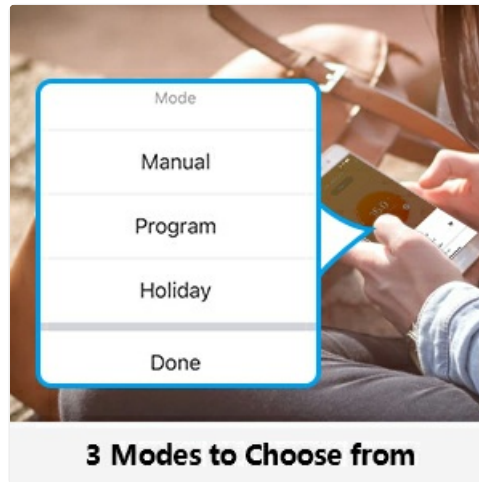 Mode
Manual
Program
Holiday
Done
3 Modes to Choose from